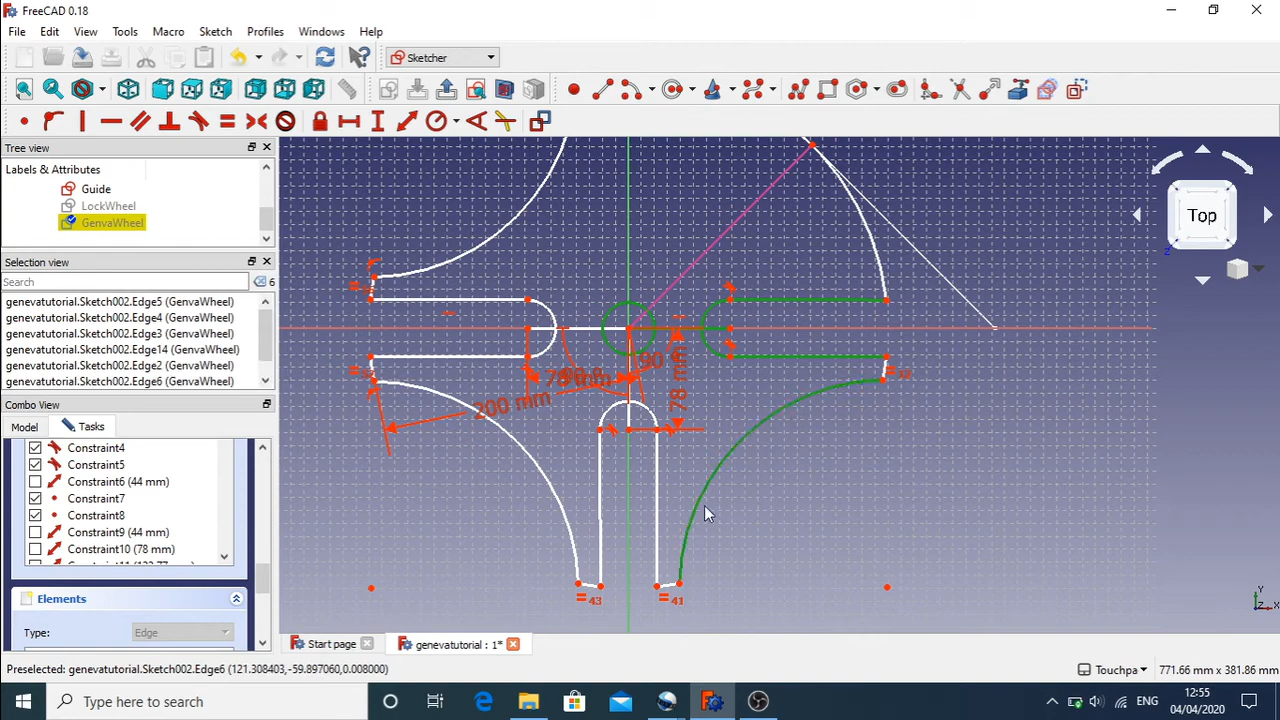 FreeCAD 0.18
File Edit View Tools Macro Sketch Profiles Windows Help
Sketcher
Tree view
Labels & Attributes
Guide
LockWheel
GenvaWheel
Selection view
Search
6
genevatutorial.Sketch002.Edge5 (GenvaWheel)
genevatutorial.Sketch002.Edge4 (GenvaWheel)
genevatutorial.Sketch002.Edge3 (GenvaWheel)
genevatutorial.Sketch002.Edge14 (GenvaWheel)
genevatutorial.Sketch002.Edge2 (GenvaWheel)
genevatutorial.Sketch002.Edge6 (GenvaWheel)
Combo View
Model Tasks
Constraint4
Constraint5
Constraint6 (44 mm)
Constraint7
Constraint8
Constraint9 (44 mm)
Constraint10 (78 mm)
Elements
Type: Edge
Top
Z
90
78 mm
200 mm
43
41
Y
X
Start page
genevatutorial : 1*
Preselected: genevatutorial.Sketch002.Edge6 (121.308403,-59.897060,0.008000)
Touchpa
771.66 mm x 381.86 mm
Type here to search
ENG
12:55
04/04/2020